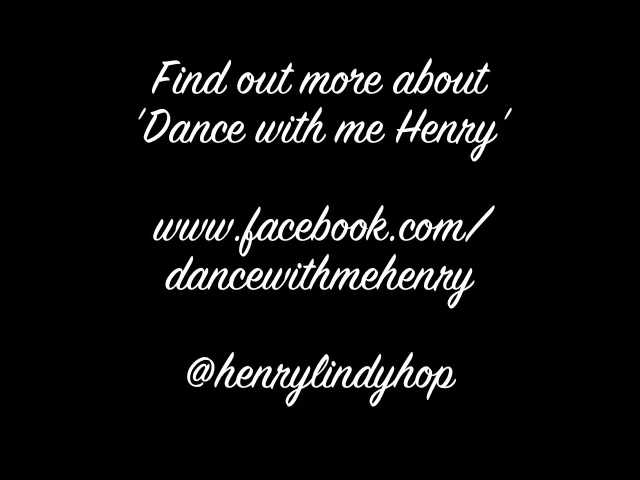 Find out more about
'Dance with me Henry'
www.facebook.com/
dancewithmehenry
@henrylindyhop